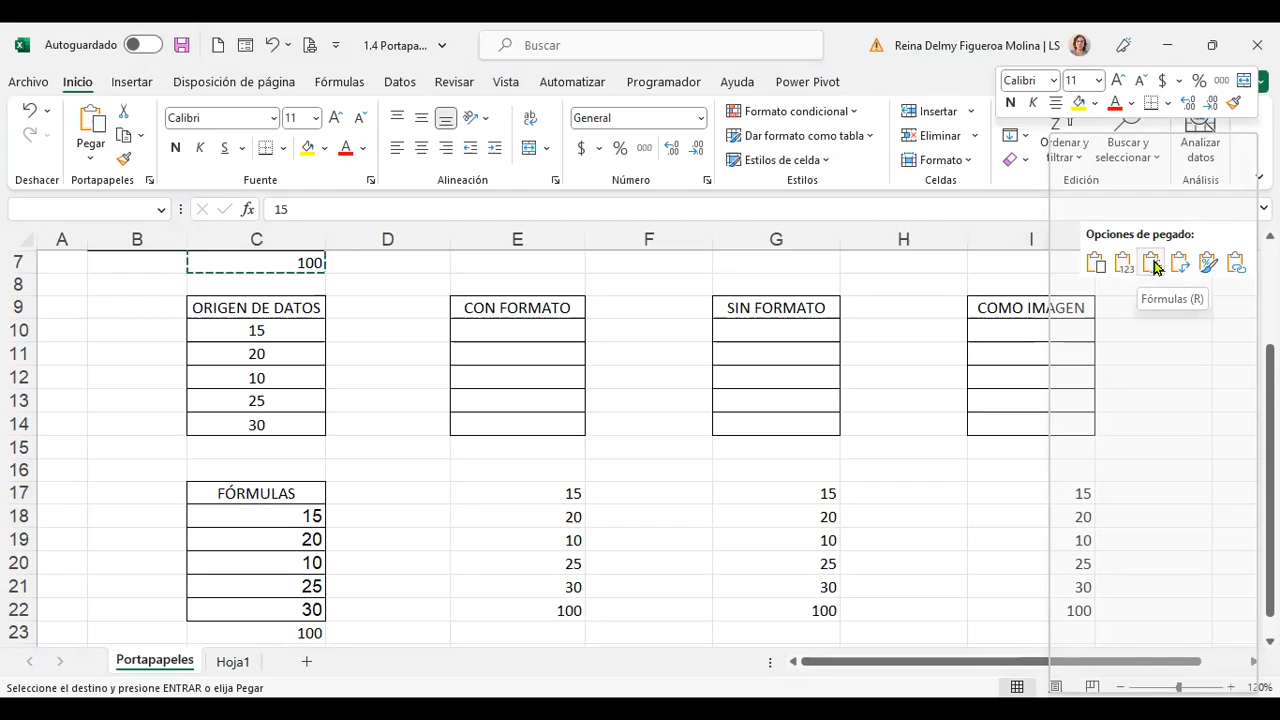 Autoguardado 1.4 Portapa... Buscar Reina Delmy Figueroa Molina | LS
Archivo Inicio Insertar Disposición de página Fórmulas Datos Revisar Vista Automatizar Programador Ayuda Power Pivot
Calibri 11 $ % 000
N K A
Pegar
Calibri 11
N K S A
ab
General
$ % 000
Formato condicional
Dar formato como tabla
Estilos de celda
Insertar
Eliminar
Formato
Ordenar y filtrar
Buscar y seleccionar
Analizar datos
Deshacer Portapapeles Fuente Alineación Número Estilos Celdas Edición Análisis
fx 15
A B C D E F G H I
Opciones de pegado:
123
Fórmulas (R)
7 100
8
9 ORIGEN DE DATOS CON FORMATO SIN FORMATO COMO IMAGEN
10 15
11 20
12 10
13 25
14 30
15
16
17 FÓRMULAS 15 15 15
18 15 20 20 20
19 20 10 10 10
20 10 25 25 25
21 25 30 30 30
22 30 100 100 100
23 100
Portapapeles Hoja1
Seleccione el destino y presione ENTRAR o elija Pegar 120%